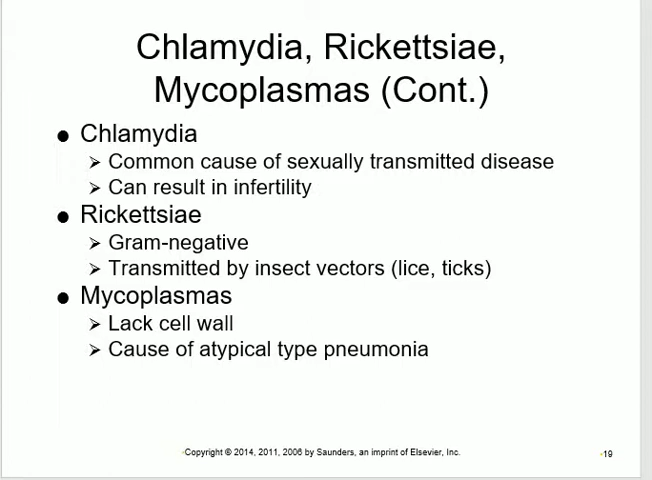 Chlamydia, Rickettsiae,
Mycoplasmas (Cont.)
● Chlamydia
➢ Common cause of sexually transmitted disease
➢ Can result in infertility
● Rickettsiae
➢ Gram-negative
➢ Transmitted by insect vectors (lice, ticks)
● Mycoplasmas
➢ Lack cell wall
➢ Cause of atypical type pneumonia
Copyright © 2014, 2011, 2006 by Saunders, an imprint of Elsevier, Inc.
19